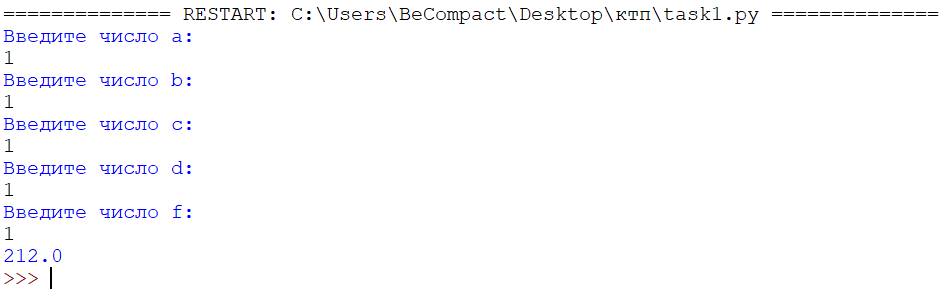 ============== RESTART: C:\Users\BeCompact\Desktop\ктп\task1.py ==============
Введите число a:
1
Введите число b:
1
Введите число c:
1
Введите число d:
1
Введите число f:
1
212.0
>>>